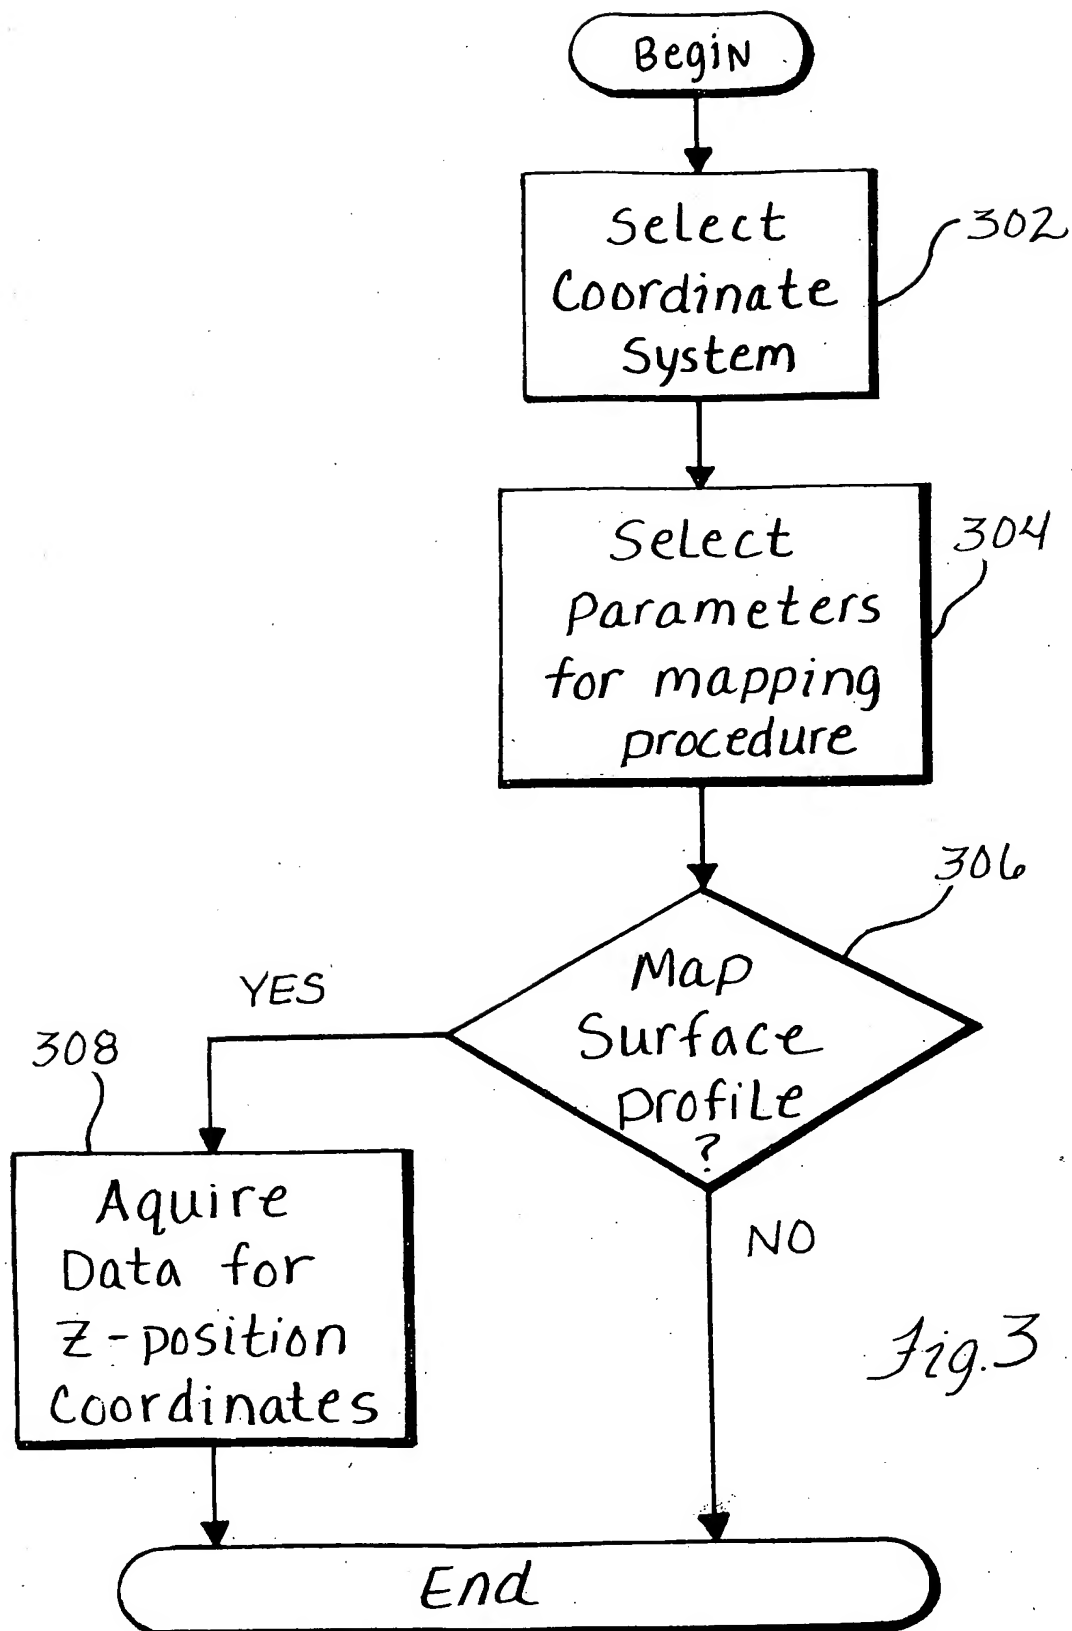 Begin
Select
Coordinate
System
302
Select
Parameters
for mapping
procedure
304
306
Map
Surface
profile
?
YES
308
NO
Aquire
Data for
Z-position
Coordinates
Fig. 3
End